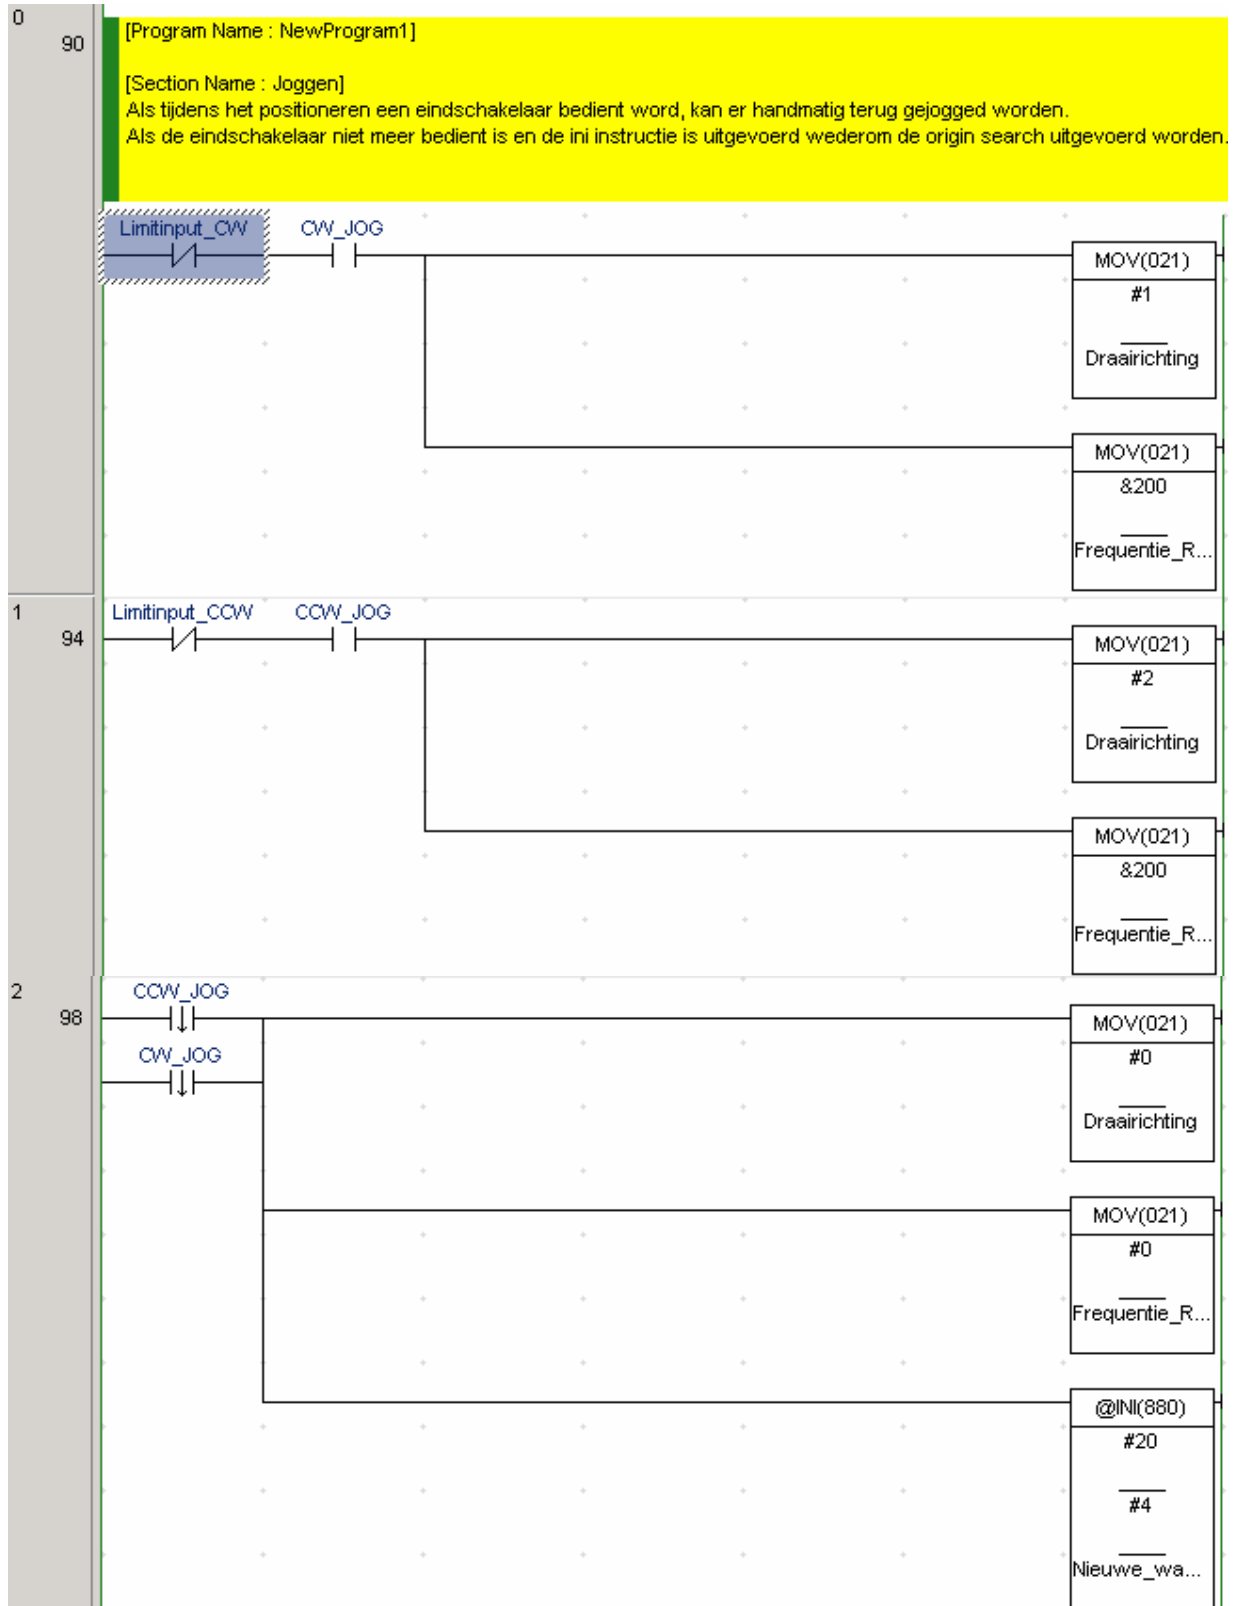 0
90
[Program Name : NewProgram1]
[Section Name : Joggen]
Als tijdens het positioneren een eindschakelaar bedient word, kan er handmatig terug gejogged worden.
Als de eindschakelaar niet meer bedient is en de ini instructie is uitgevoerd wederom de origin search uitgevoerd worden.
Limitinput_CW CW_JOG
MOV(021)
#1
Draairichting
MOV(021)
&200
Frequentie_R...
1
94
Limitinput_CCW CCW_JOG
MOV(021)
#2
Draairichting
MOV(021)
&200
Frequentie_R...
2
98
CCW_JOG
CW_JOG
MOV(021)
#0
Draairichting
MOV(021)
#0
Frequentie_R...
@INI(880)
#20
#4
Nieuwe_wa...